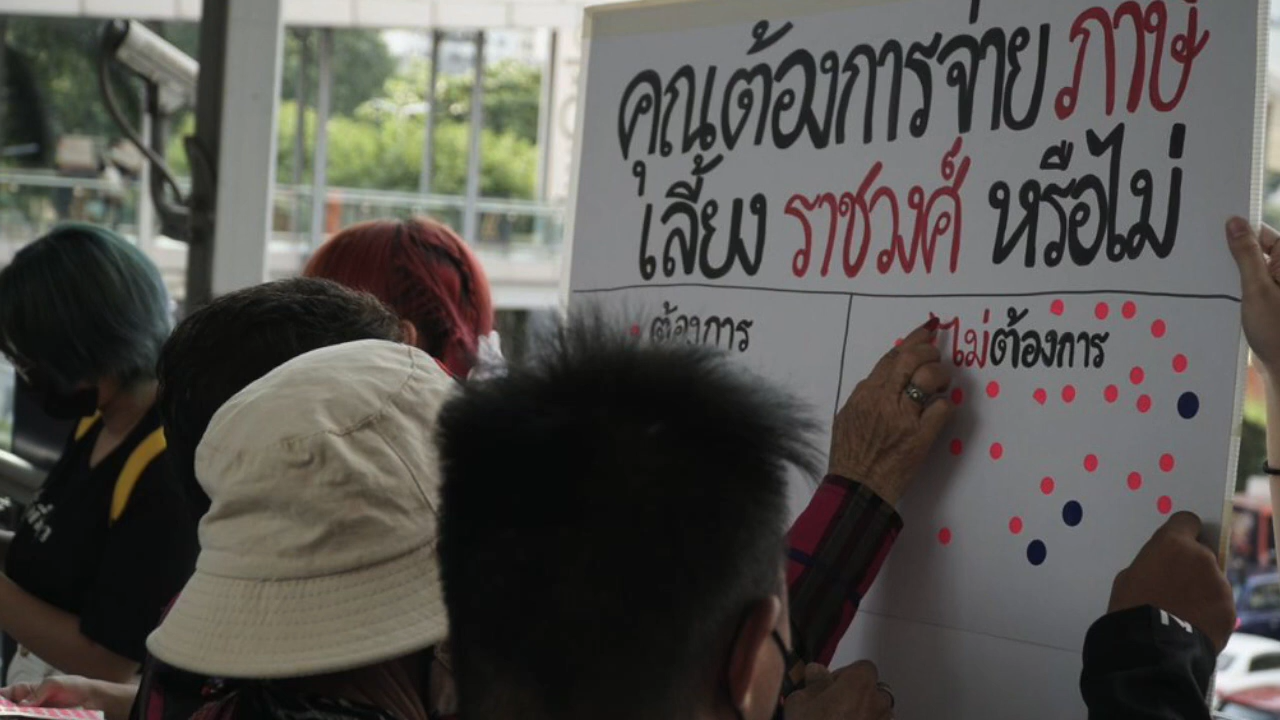 คุณต้องการจ่าย ภาษี
เลี้ยง ราชวงศ์ หรือไม่
ต้องการ
ไม่ต้องการ